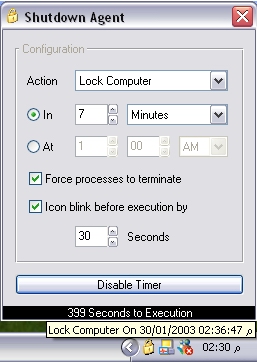 Shutdown Agent
Configuration
Action Lock Computer
In 7 Minutes
At 1 00 AM
Force processes to terminate
Icon blink before execution by
30 Seconds
Disable Timer
399 Seconds to Execution
Lock Computer On 30/01/2003 02:36:47 م
02:30 م